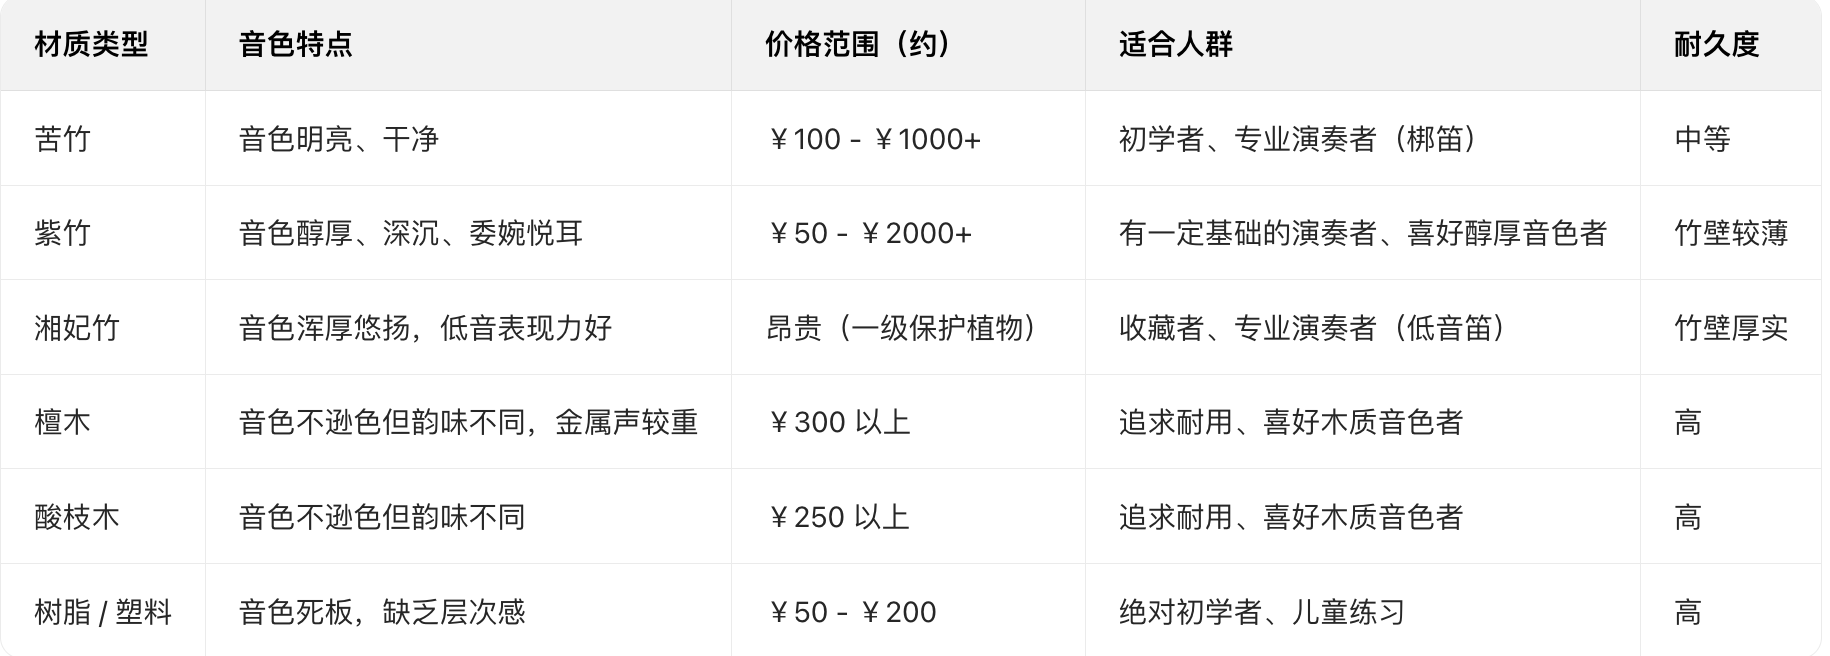 材质类型 音色特点 价格范围（约） 适合人群 耐久度
苦竹 音色明亮、干净 ￥100 - ￥1000+ 初学者、专业演奏者（梆笛） 中等
紫竹 音色醇厚、深沉、委婉悦耳 ￥50 - ￥2000+ 有一定基础的演奏者、喜好醇厚音色者 竹壁较薄
湘妃竹 音色浑厚悠扬，低音表现力好 昂贵（一级保护植物） 收藏者、专业演奏者（低音笛） 竹壁厚实
檀木 音色不逊色但韵味不同，金属声较重 ￥300 以上 追求耐用、喜好木质音色者 高
酸枝木 音色不逊色但韵味不同 ￥250 以上 追求耐用、喜好木质音色者 高
树脂 / 塑料 音色死板，缺乏层次感 ￥50 - ￥200 绝对初学者、儿童练习 高